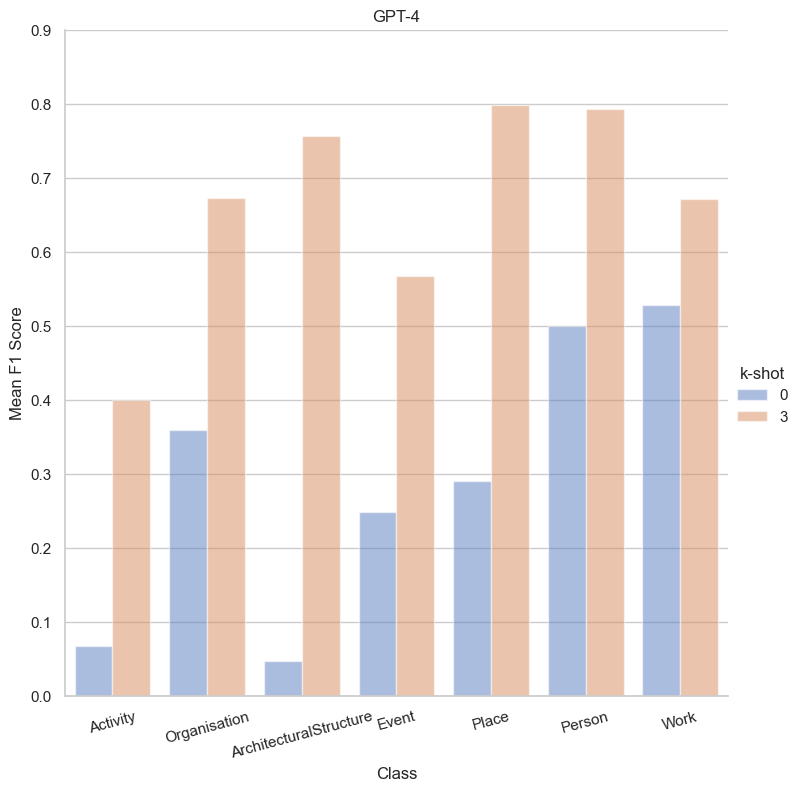 GPT-4
0.9
0.8
0.7
0.6
0.5
0.4
0.3
0.2
0.1
0.0
Mean F1 Score
Activity
Organisation
ArchitecturalStructure
Event
Place
Person
Work
Class
k-shot
0
3